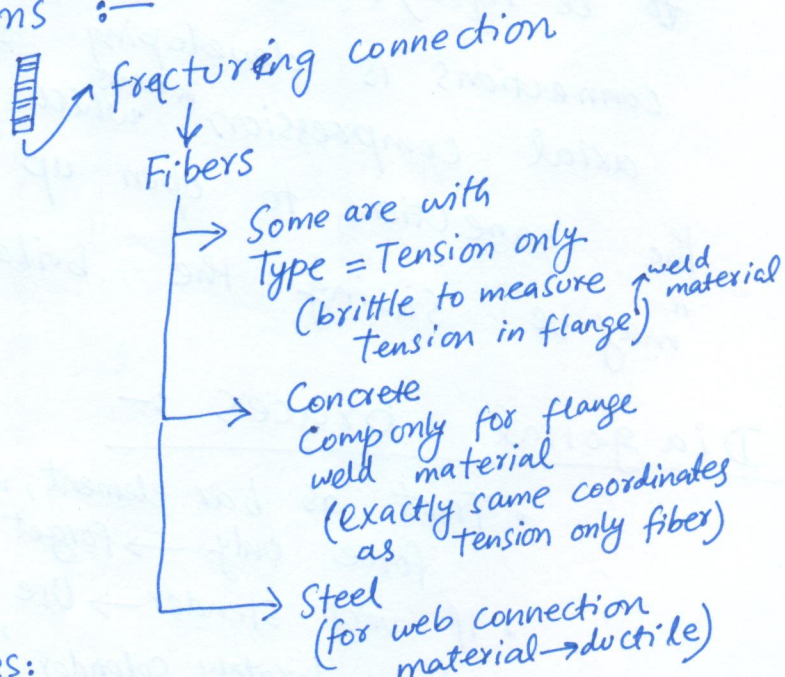 ns :—
fracturing connection
Fibers
Some are with
Type = Tension only
(brittle to measure weld
tension in flange) material
Concrete
Comp only for flange
weld material
(exactly same coordinates
as tension only fiber)
Steel
(for web connection
material→ductile)
es: